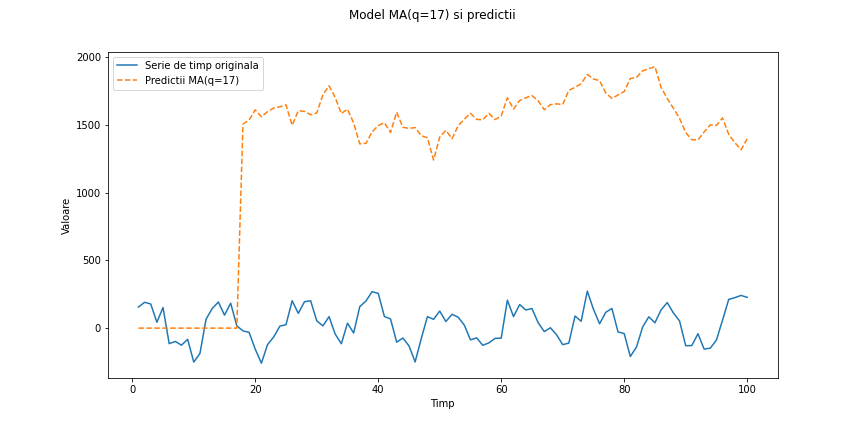 Model MA(q=17) si predictii
Serie de timp originala
Predictii MA(q=17)
Valoare
2000
1500
1000
500
0
0
20
40
60
80
100
Timp